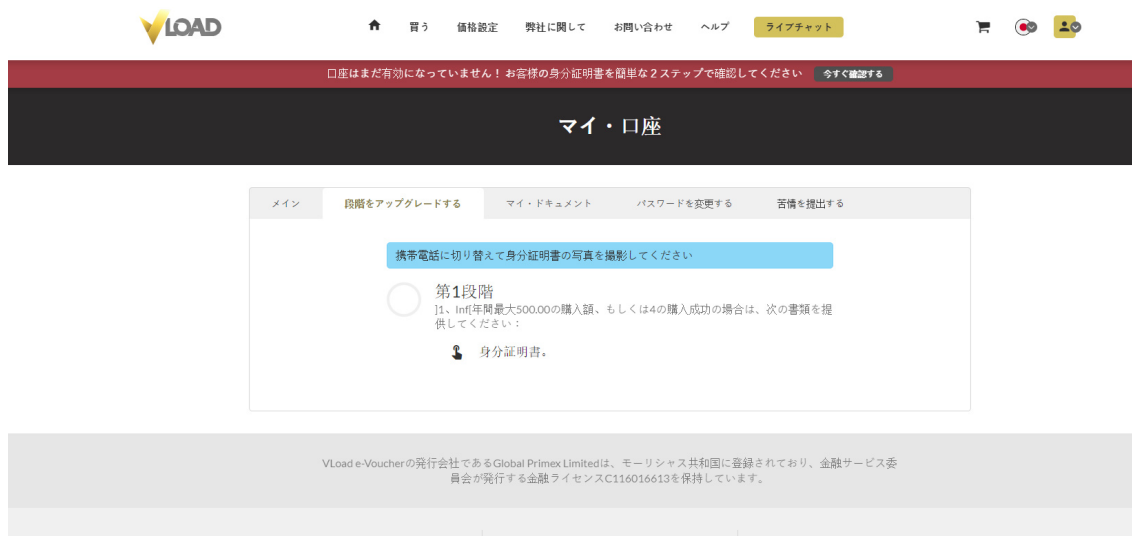 VLOAD
買う 価格設定 弊社に関して お問い合わせ ヘルプ ライブチャット
口座はまだ有効になっていません！お客様の身分証明書を簡単な２ステップで確認してください 今すぐ確認する
マイ・口座
メイン 段階をアップグレードする マイ・ドキュメント パスワードを変更する 苦情を提出する
携帯電話に切り替えて身分証明書の写真を撮影してください
第1段階
]1、Inf[年間最大500.00の購入額、もしくは4の購入成功の場合は、次の書類を提
供してください：
身分証明書。
VLoad e-Voucherの発行会社であるGlobal Primex Limitedは、モーリシャス共和国に登録されており、金融サービス委
員会が発行する金融ライセンスC116016613を保持しています。